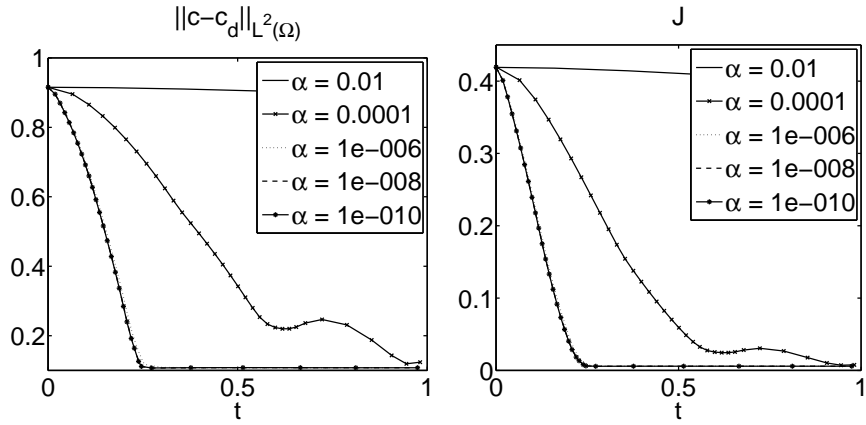 ||c−c_d||_L²(Ω)
1
0.8
0.6
0.4
0.2
0
0.5
1
t
α = 0.01
α = 0.0001
α = 1e−006
α = 1e−008
α = 1e−010
J
0.4
0.3
0.2
0.1
0
0
0.5
1
t
α = 0.01
α = 0.0001
α = 1e−006
α = 1e−008
α = 1e−010